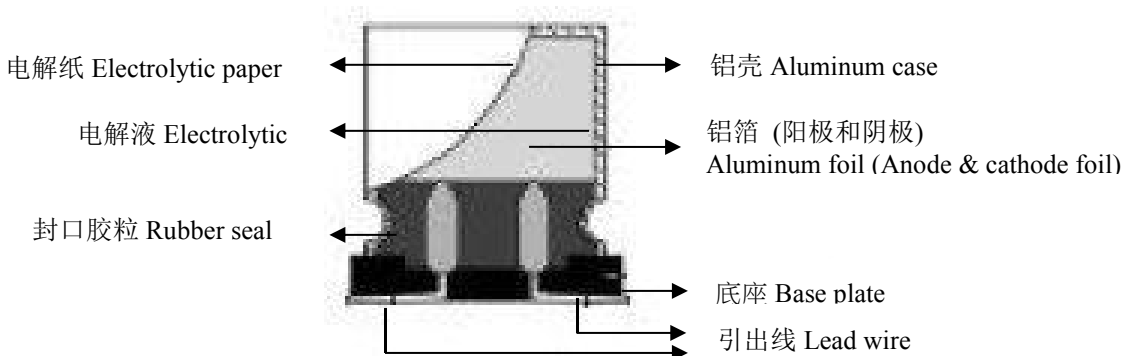 电解纸 Electrolytic paper
电解液 Electrolytic
封口胶粒 Rubber seal
铝壳 Aluminum case
铝箔 (阳极和阴极)
Aluminum foil (Anode & cathode foil)
底座 Base plate
引出线 Lead wire